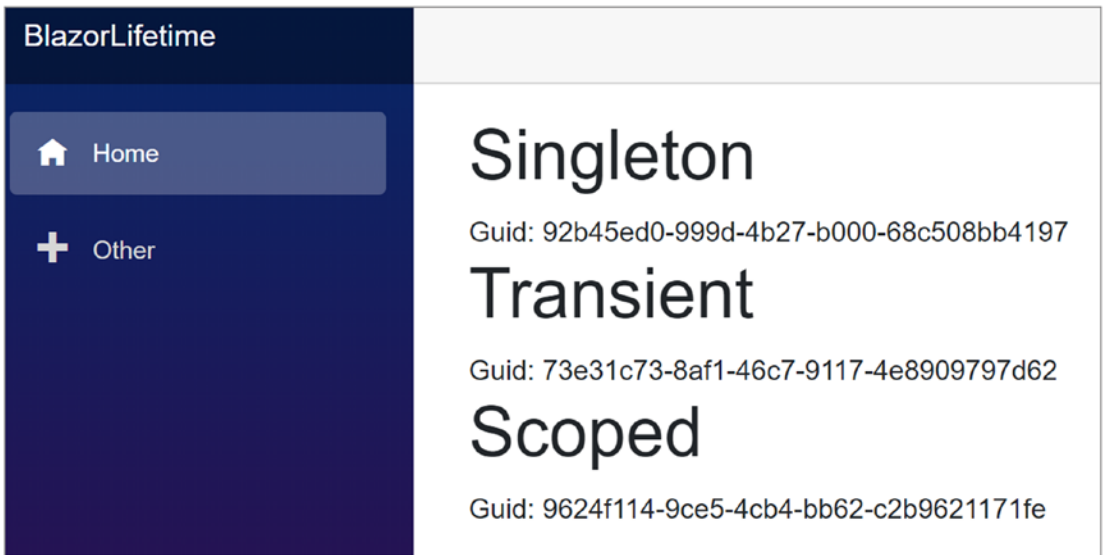 BlazorLifetime
Home
Other
Singleton
Guid: 92b45ed0-999d-4b27-b000-68c508bb4197
Transient
Guid: 73e31c73-8af1-46c7-9117-4e8909797d62
Scoped
Guid: 9624f114-9ce5-4cb4-bb62-c2b9621171fe